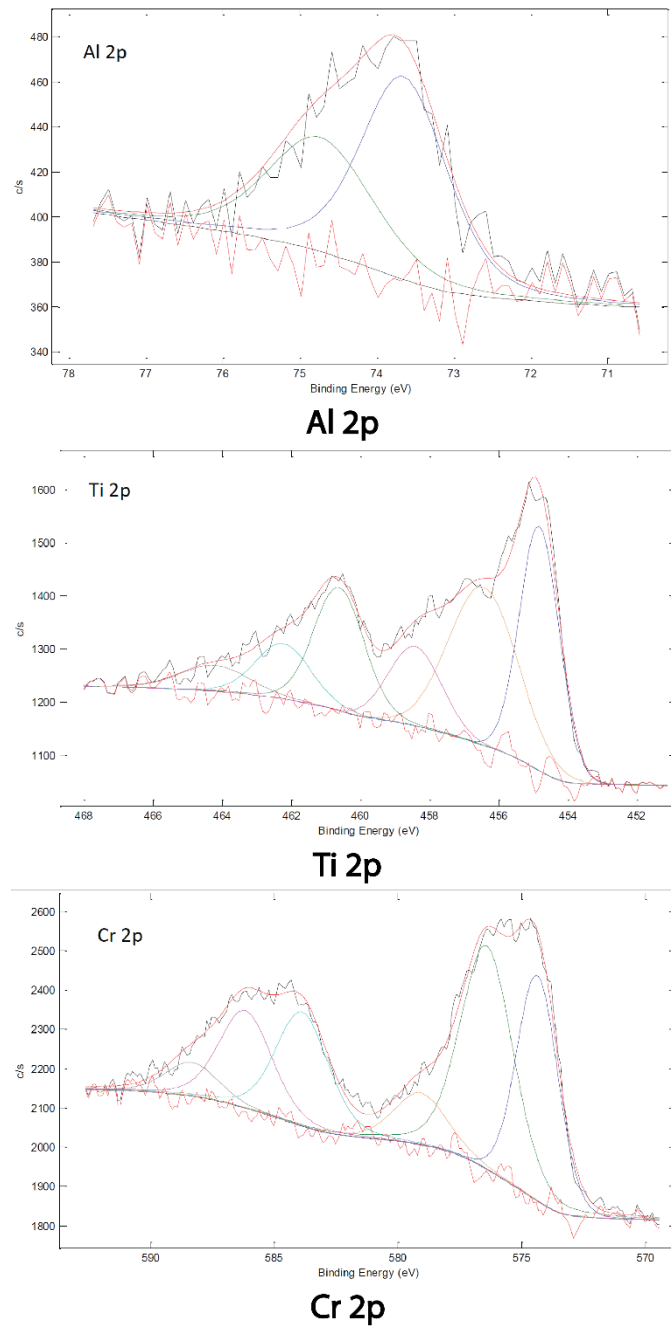 Al 2p
480
460
440
420
400
380
360
340
c/s
78 77 76 75 74 73 72 71
Binding Energy (eV)
Al 2p
Ti 2p
1600
1500
1400
1300
1200
1100
c/s
468 466 464 462 460 458 456 454 452
Binding Energy (eV)
Ti 2p
Cr 2p
2600
2500
2400
2300
2200
2100
2000
1900
1800
c/s
590 585 580 575 570
Binding Energy (eV)
Cr 2p